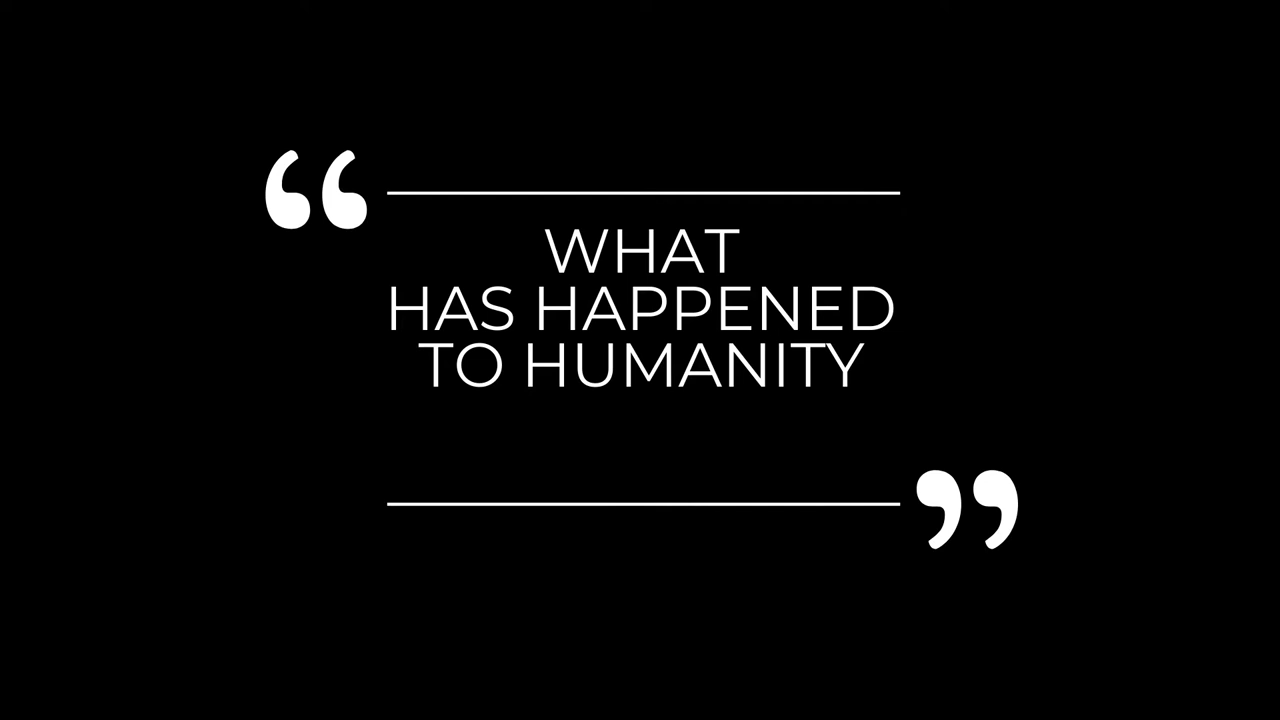 “
WHAT
HAS HAPPENED
TO HUMANITY
”